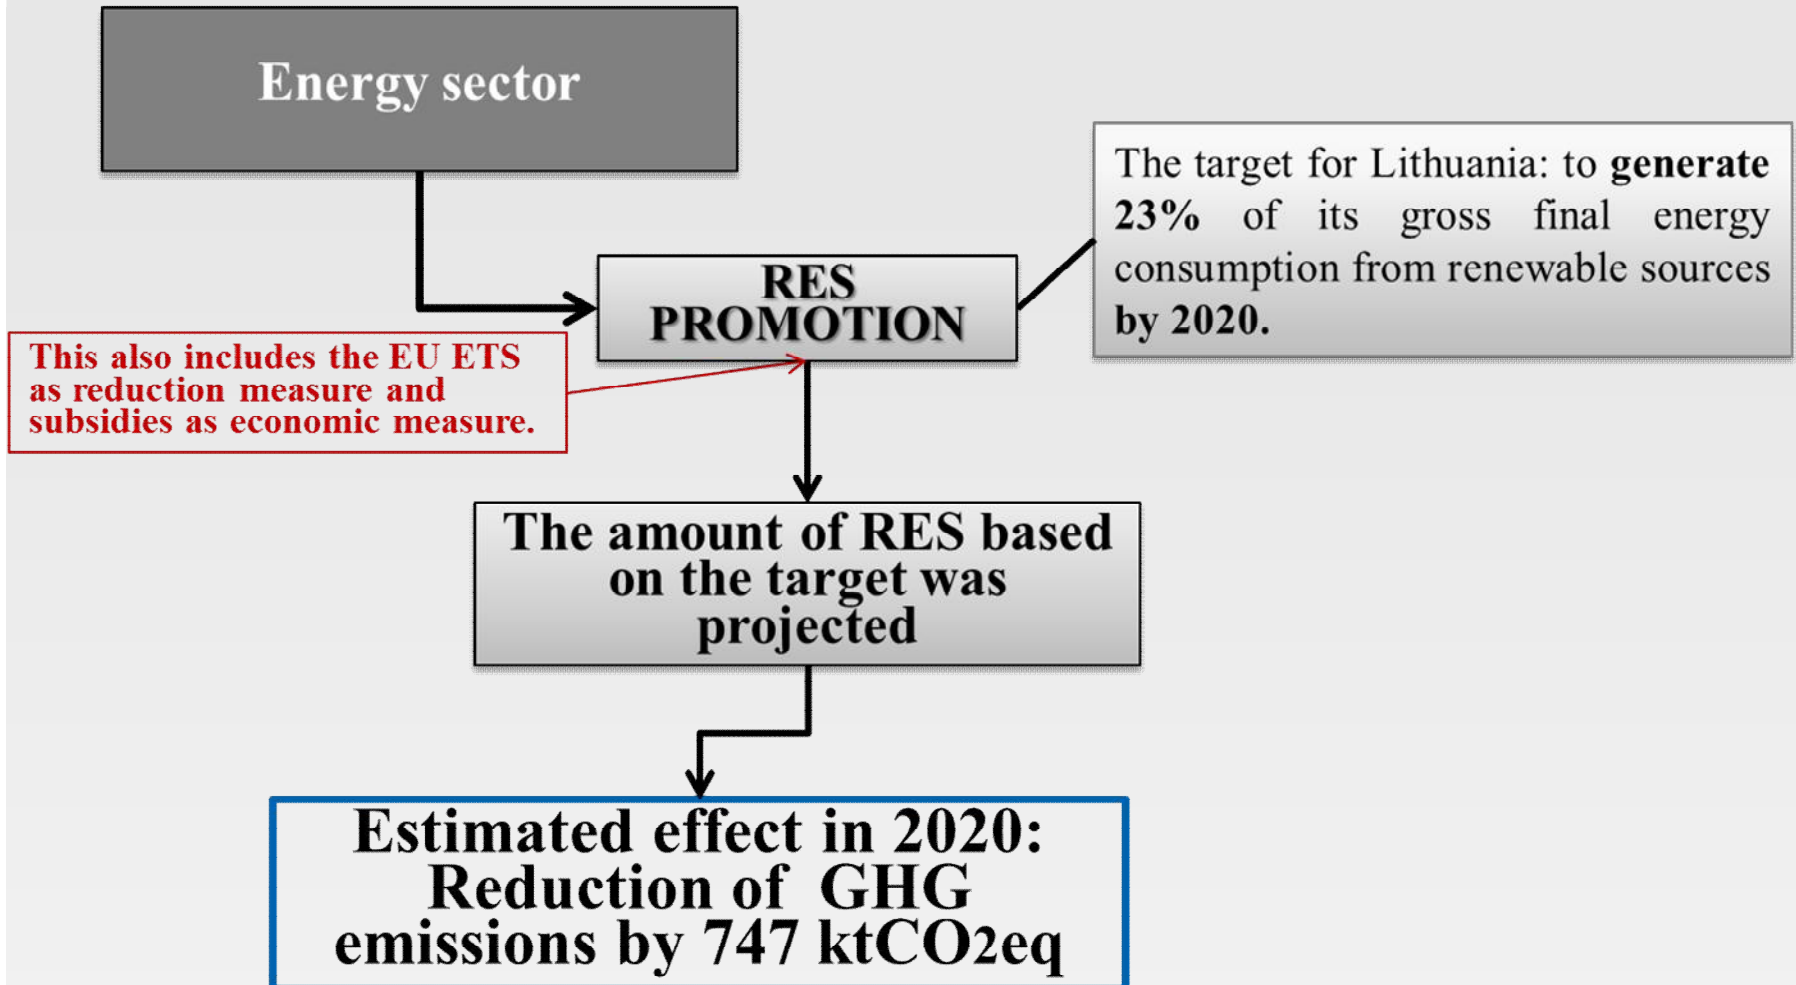 Energy sector
The target for Lithuania: to generate
23% of its gross final energy
consumption from renewable sources
by 2020.
RES
PROMOTION
This also includes the EU ETS
as reduction measure and
subsidies as economic measure.
The amount of RES based
on the target was
projected
Estimated effect in 2020:
Reduction of GHG
emissions by 747 ktCO2eq